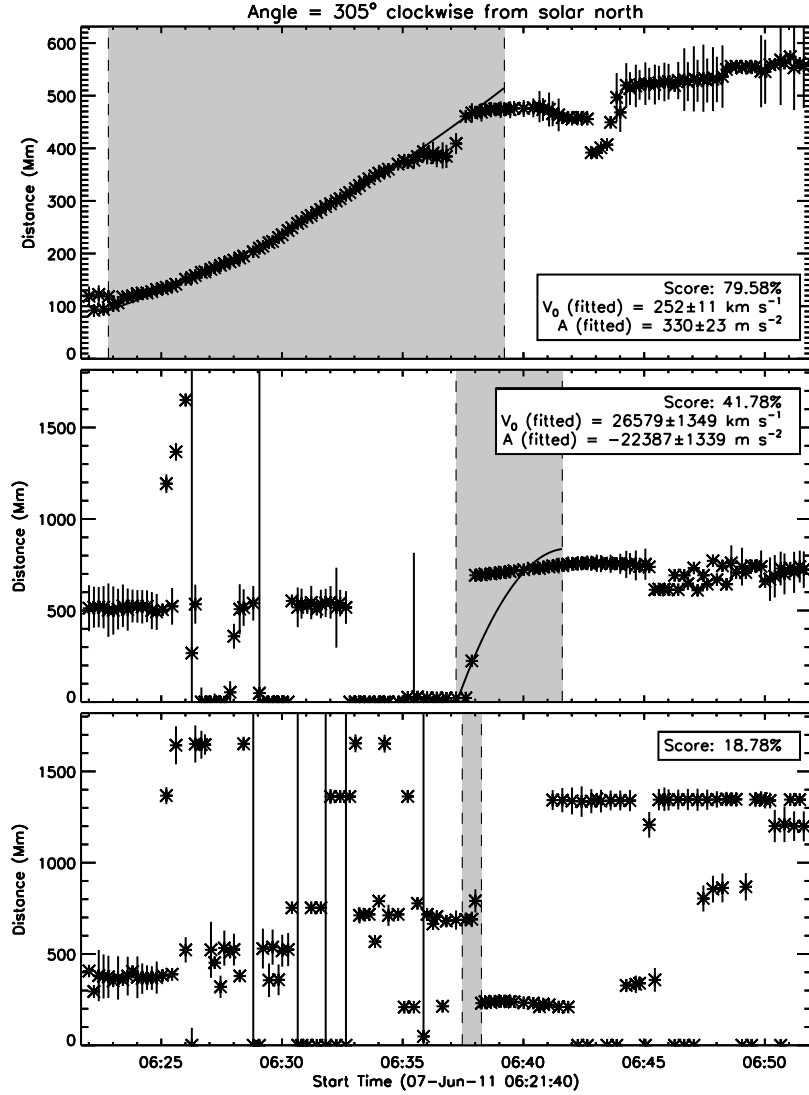 Angle = 305° clockwise from solar north
600
500
400
300
200
100
0
Distance (Mm)
Score: 79.58%
V₀ (fitted) = 252±11 km s⁻¹
A (fitted) = 330±23 m s⁻²
1500
1000
500
0
Distance (Mm)
Score: 41.78%
V₀ (fitted) = 26579±1349 km s⁻¹
A (fitted) = −22387±1339 m s⁻²
1500
1000
500
0
Distance (Mm)
Score: 18.78%
06:25 06:30 06:35 06:40 06:45 06:50
Start Time (07-Jun-11 06:21:40)